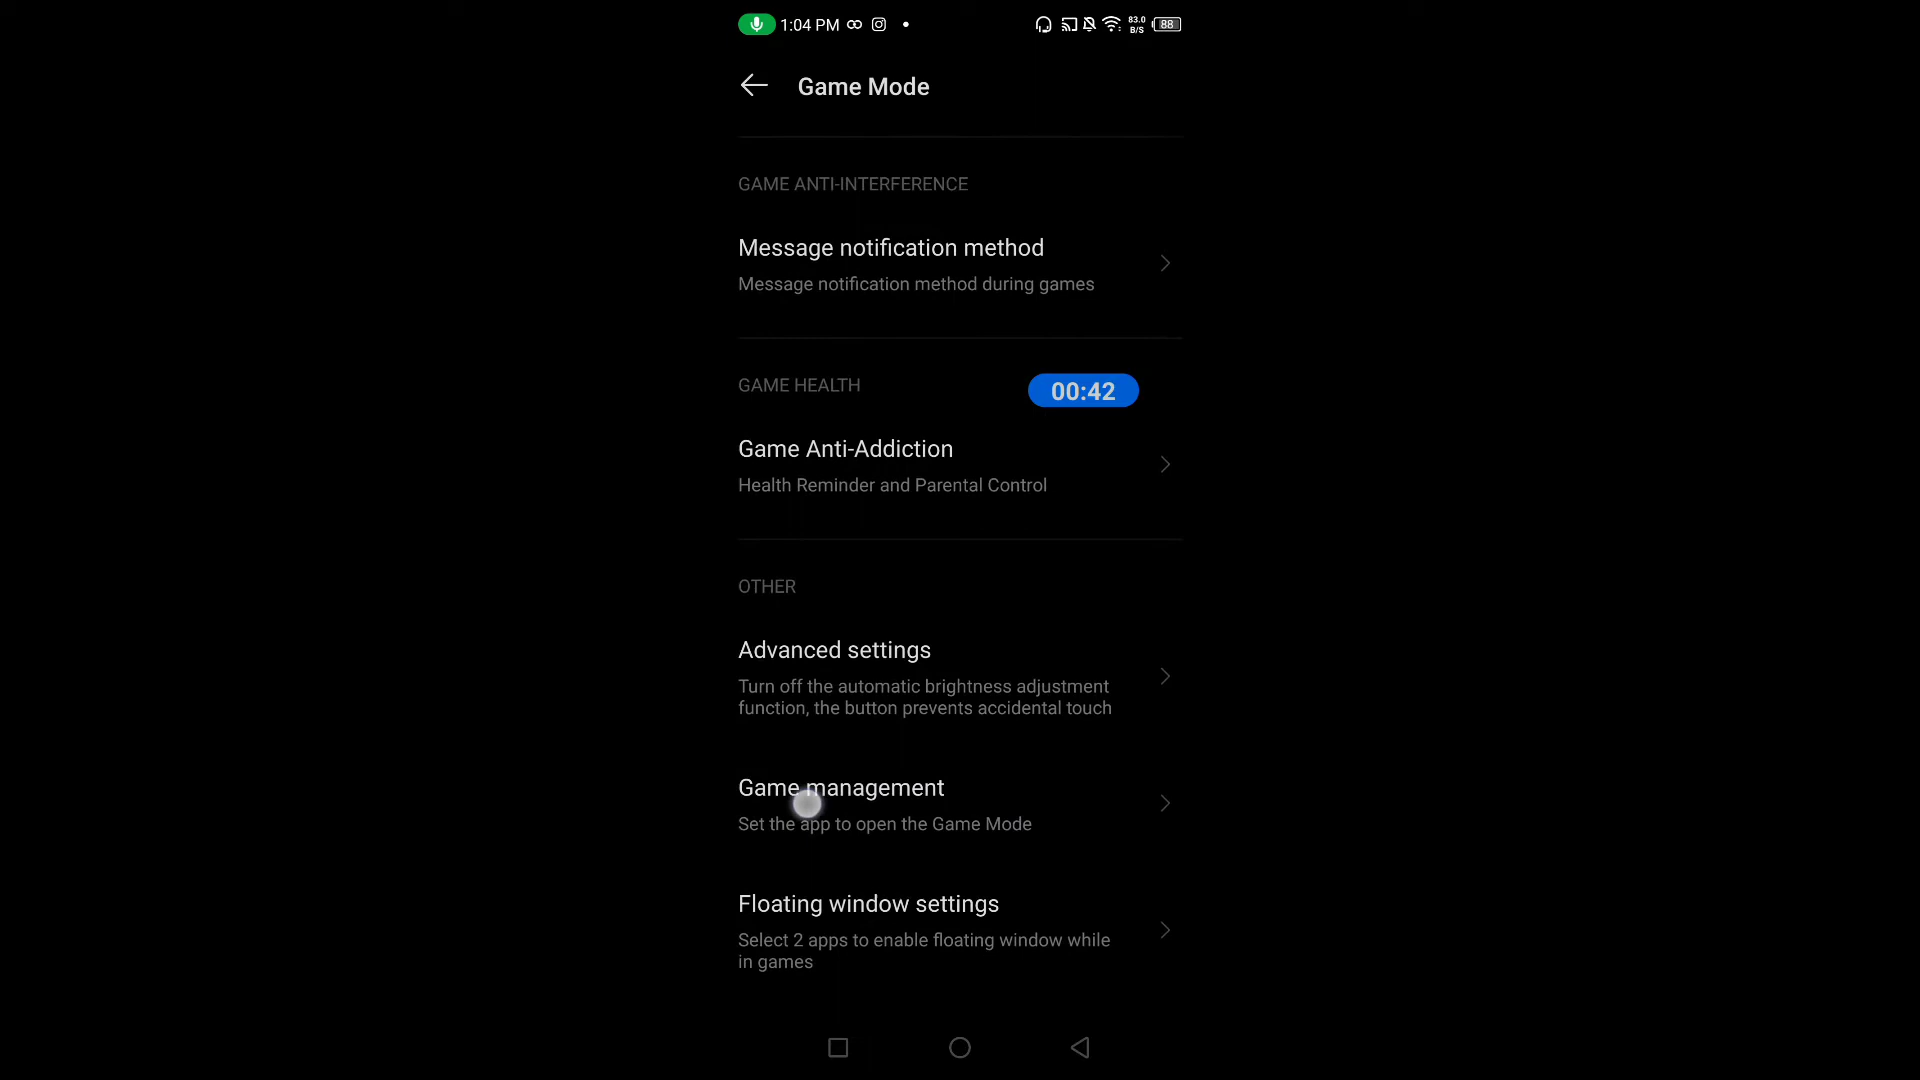 1:04 PM
83.0
B/S
88
Game Mode
GAME ANTI-INTERFERENCE
Message notification method
Message notification method during games
GAME HEALTH
00:42
Game Anti-Addiction
Health Reminder and Parental Control
OTHER
Advanced settings
Turn off the automatic brightness adjustment
function, the button prevents accidental touch
Game management
Set the app to open the Game Mode
Floating window settings
Select 2 apps to enable floating window while
in games